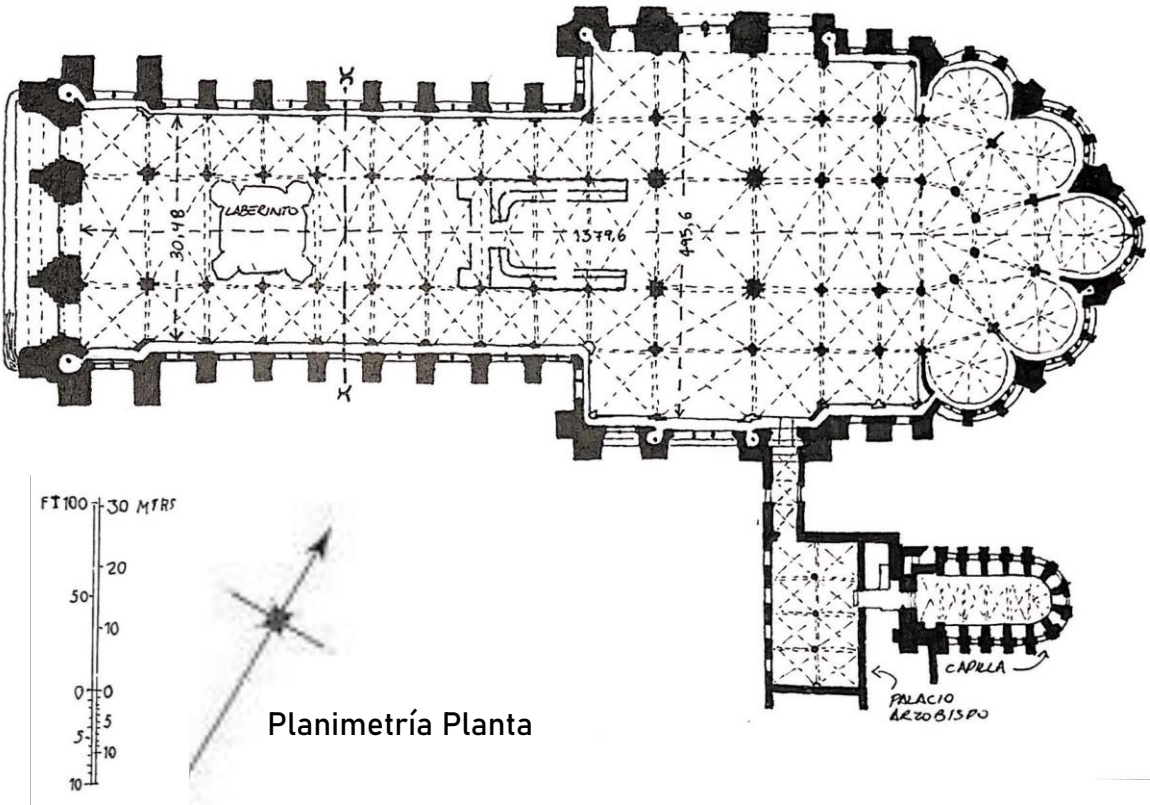 LABERINTO
30.48
1379,6
495,6
FT 100 30 MTRS
20
50
10
0 0
5
5
10
10
CAPILLA
PALACIO
ARZOBISPO
Planimetría Planta